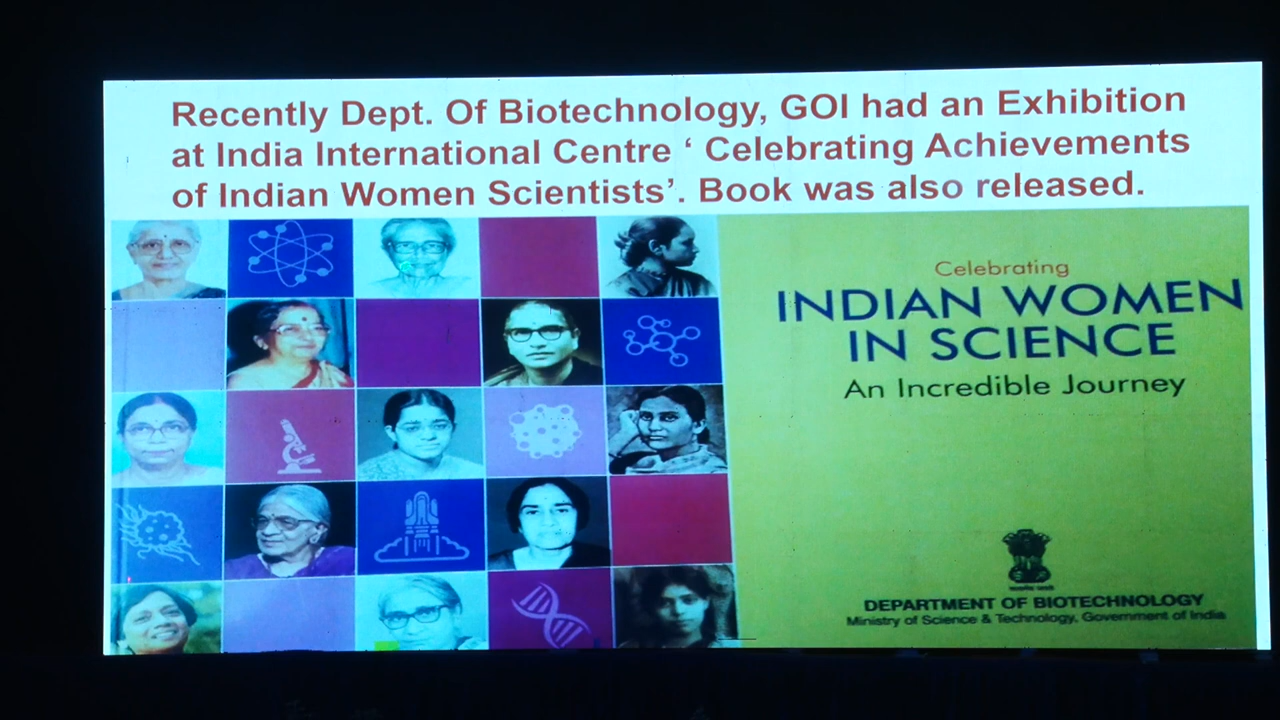 Recently Dept. Of Biotechnology, GOI had an Exhibition
at India International Centre ‘ Celebrating Achievements
of Indian Women Scientists’. Book was also released.
Celebrating
INDIAN WOMEN
IN SCIENCE
An Incredible Journey
DEPARTMENT OF BIOTECHNOLOGY
Ministry of Science & Technology, Government of India